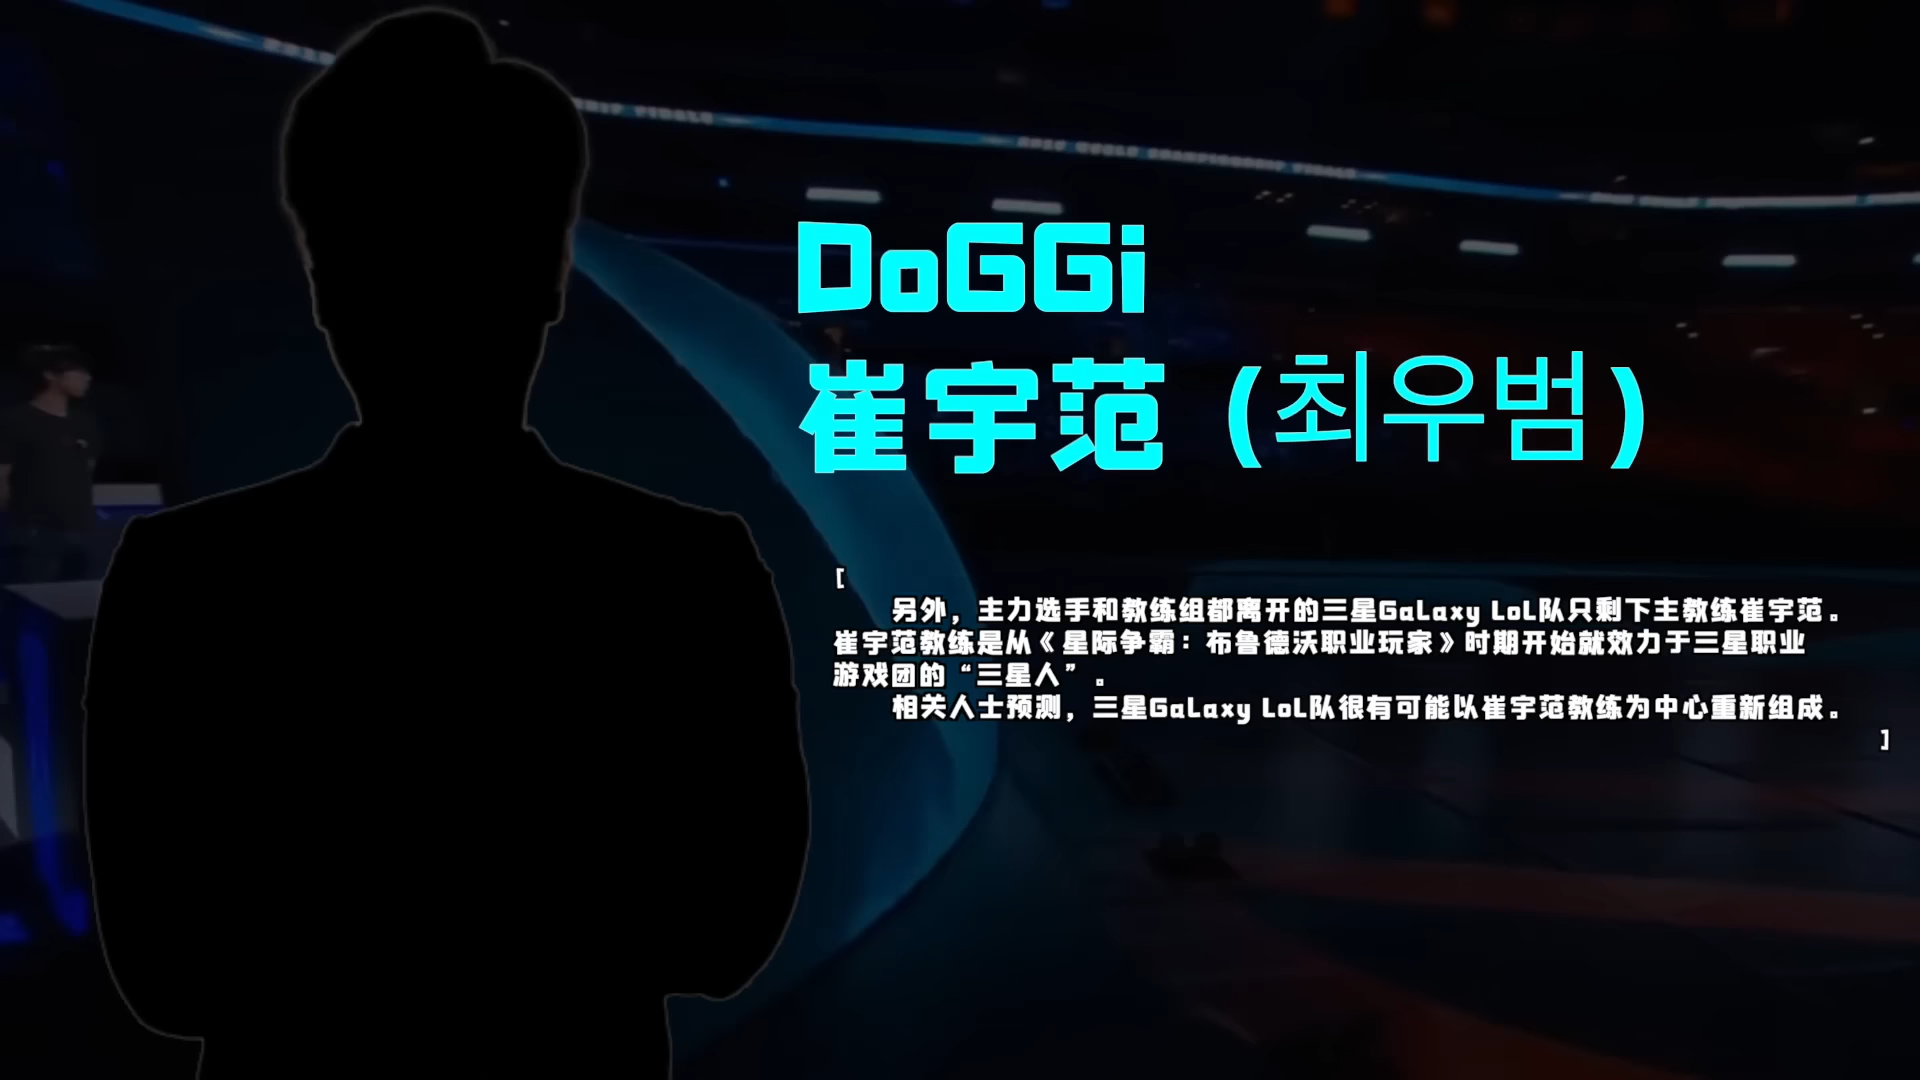 DoGGi
崔宇范（최우범）
[
另外，主力选手和教练组都离开的三星GaLaxy LoL队只剩下主教练崔宇范。
崔宇范教练是从《星际争霸：布鲁德沃职业玩家》时期开始就效力于三星职业
游戏团的“三星人”。
相关人士预测，三星GaLaxy LoL队很有可能以崔宇范教练为中心重新组成。
]